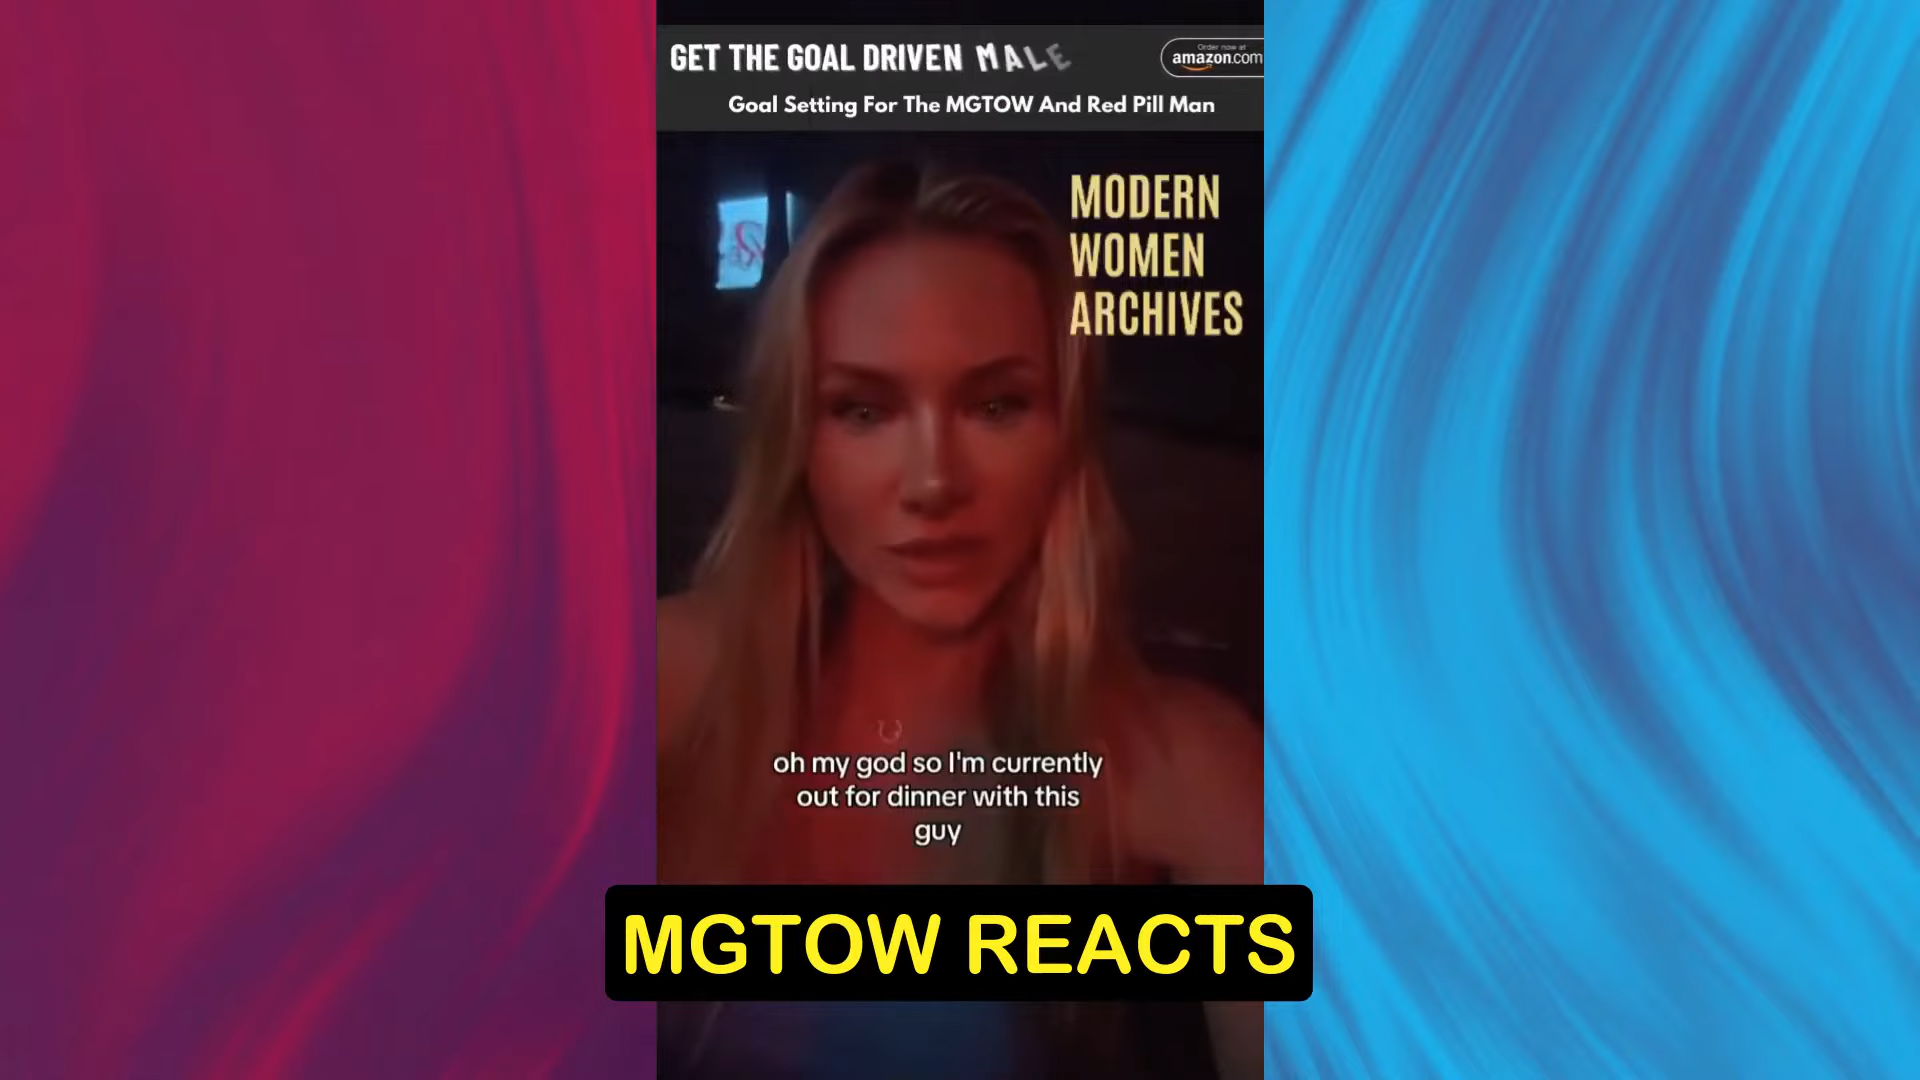 GET THE GOAL DRIVEN MALE
Order now at
amazon.com
Goal Setting For The MGTOW And Red Pill Man
MODERN
WOMEN
ARCHIVES
oh my god so I'm currently
out for dinner with this
guy
MGTOW REACTS